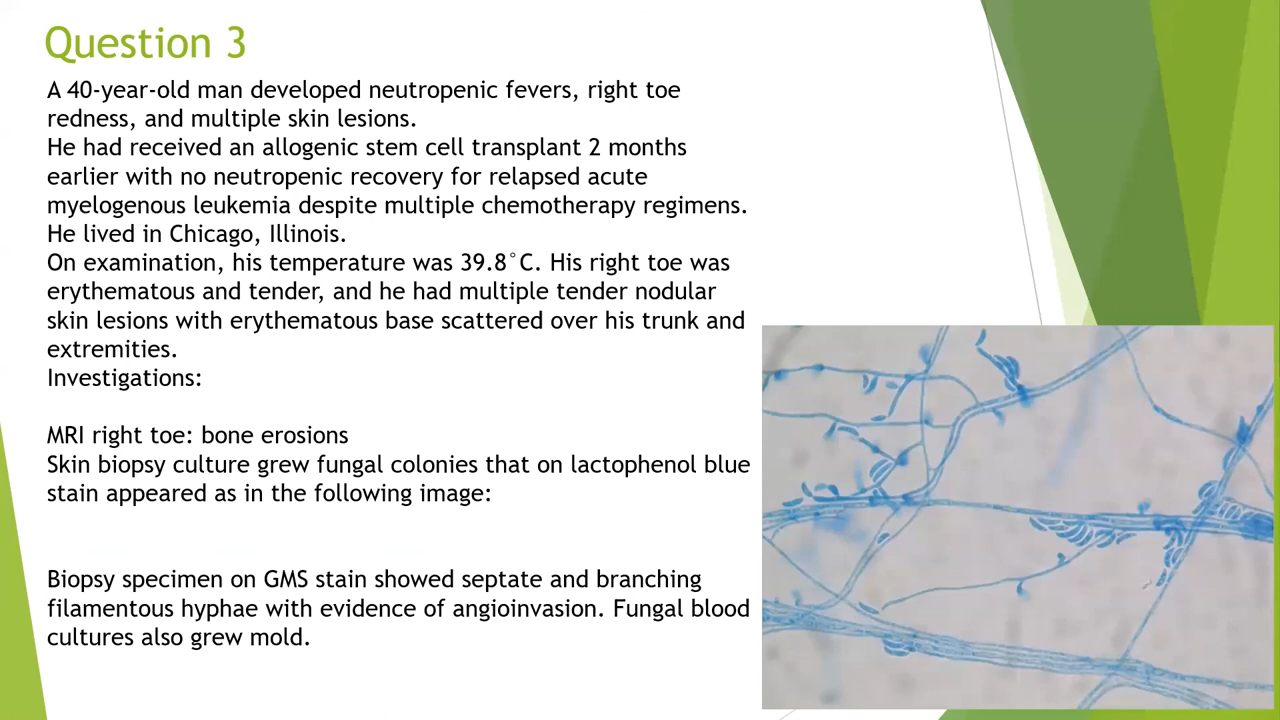 Question 3
A 40-year-old man developed neutropenic fevers, right toe
redness, and multiple skin lesions.
He had received an allogenic stem cell transplant 2 months
earlier with no neutropenic recovery for relapsed acute
myelogenous leukemia despite multiple chemotherapy regimens.
He lived in Chicago, Illinois.
On examination, his temperature was 39.8°C. His right toe was
erythematous and tender, and he had multiple tender nodular
skin lesions with erythematous base scattered over his trunk and
extremities.
Investigations:
MRI right toe: bone erosions
Skin biopsy culture grew fungal colonies that on lactophenol blue
stain appeared as in the following image:
Biopsy specimen on GMS stain showed septate and branching
filamentous hyphae with evidence of angioinvasion. Fungal blood
cultures also grew mold.